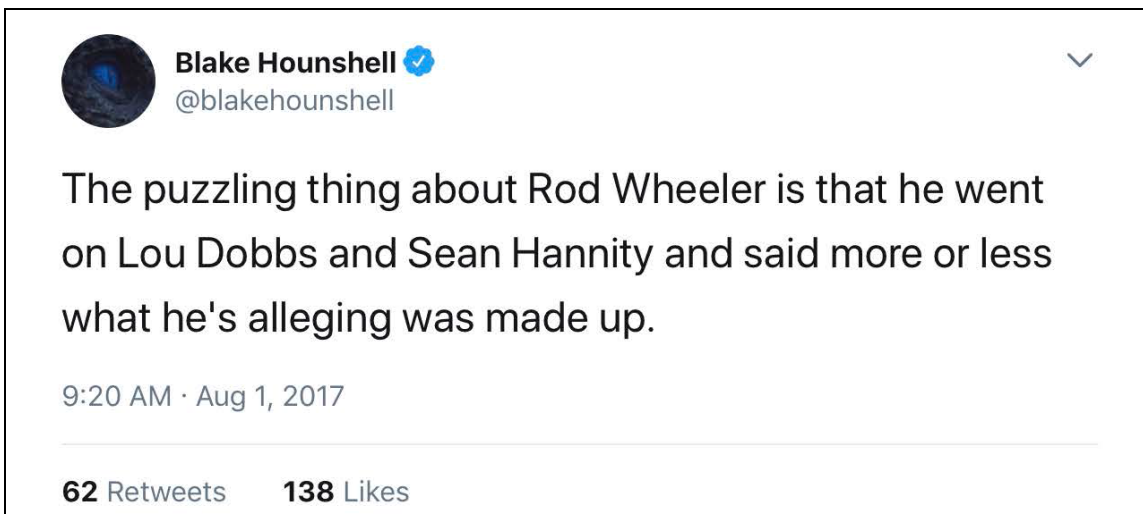 Blake Hounshell
@blakehounshell
The puzzling thing about Rod Wheeler is that he went
on Lou Dobbs and Sean Hannity and said more or less
what he's alleging was made up.
9:20 AM · Aug 1, 2017
62 Retweets 138 Likes